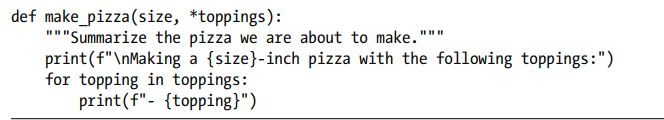 def make_pizza(size, *toppings):
    """Summarize the pizza we are about to make."""
    print(f"\nMaking a {size}-inch pizza with the following toppings:")
    for topping in toppings:
        print(f"- {topping}")